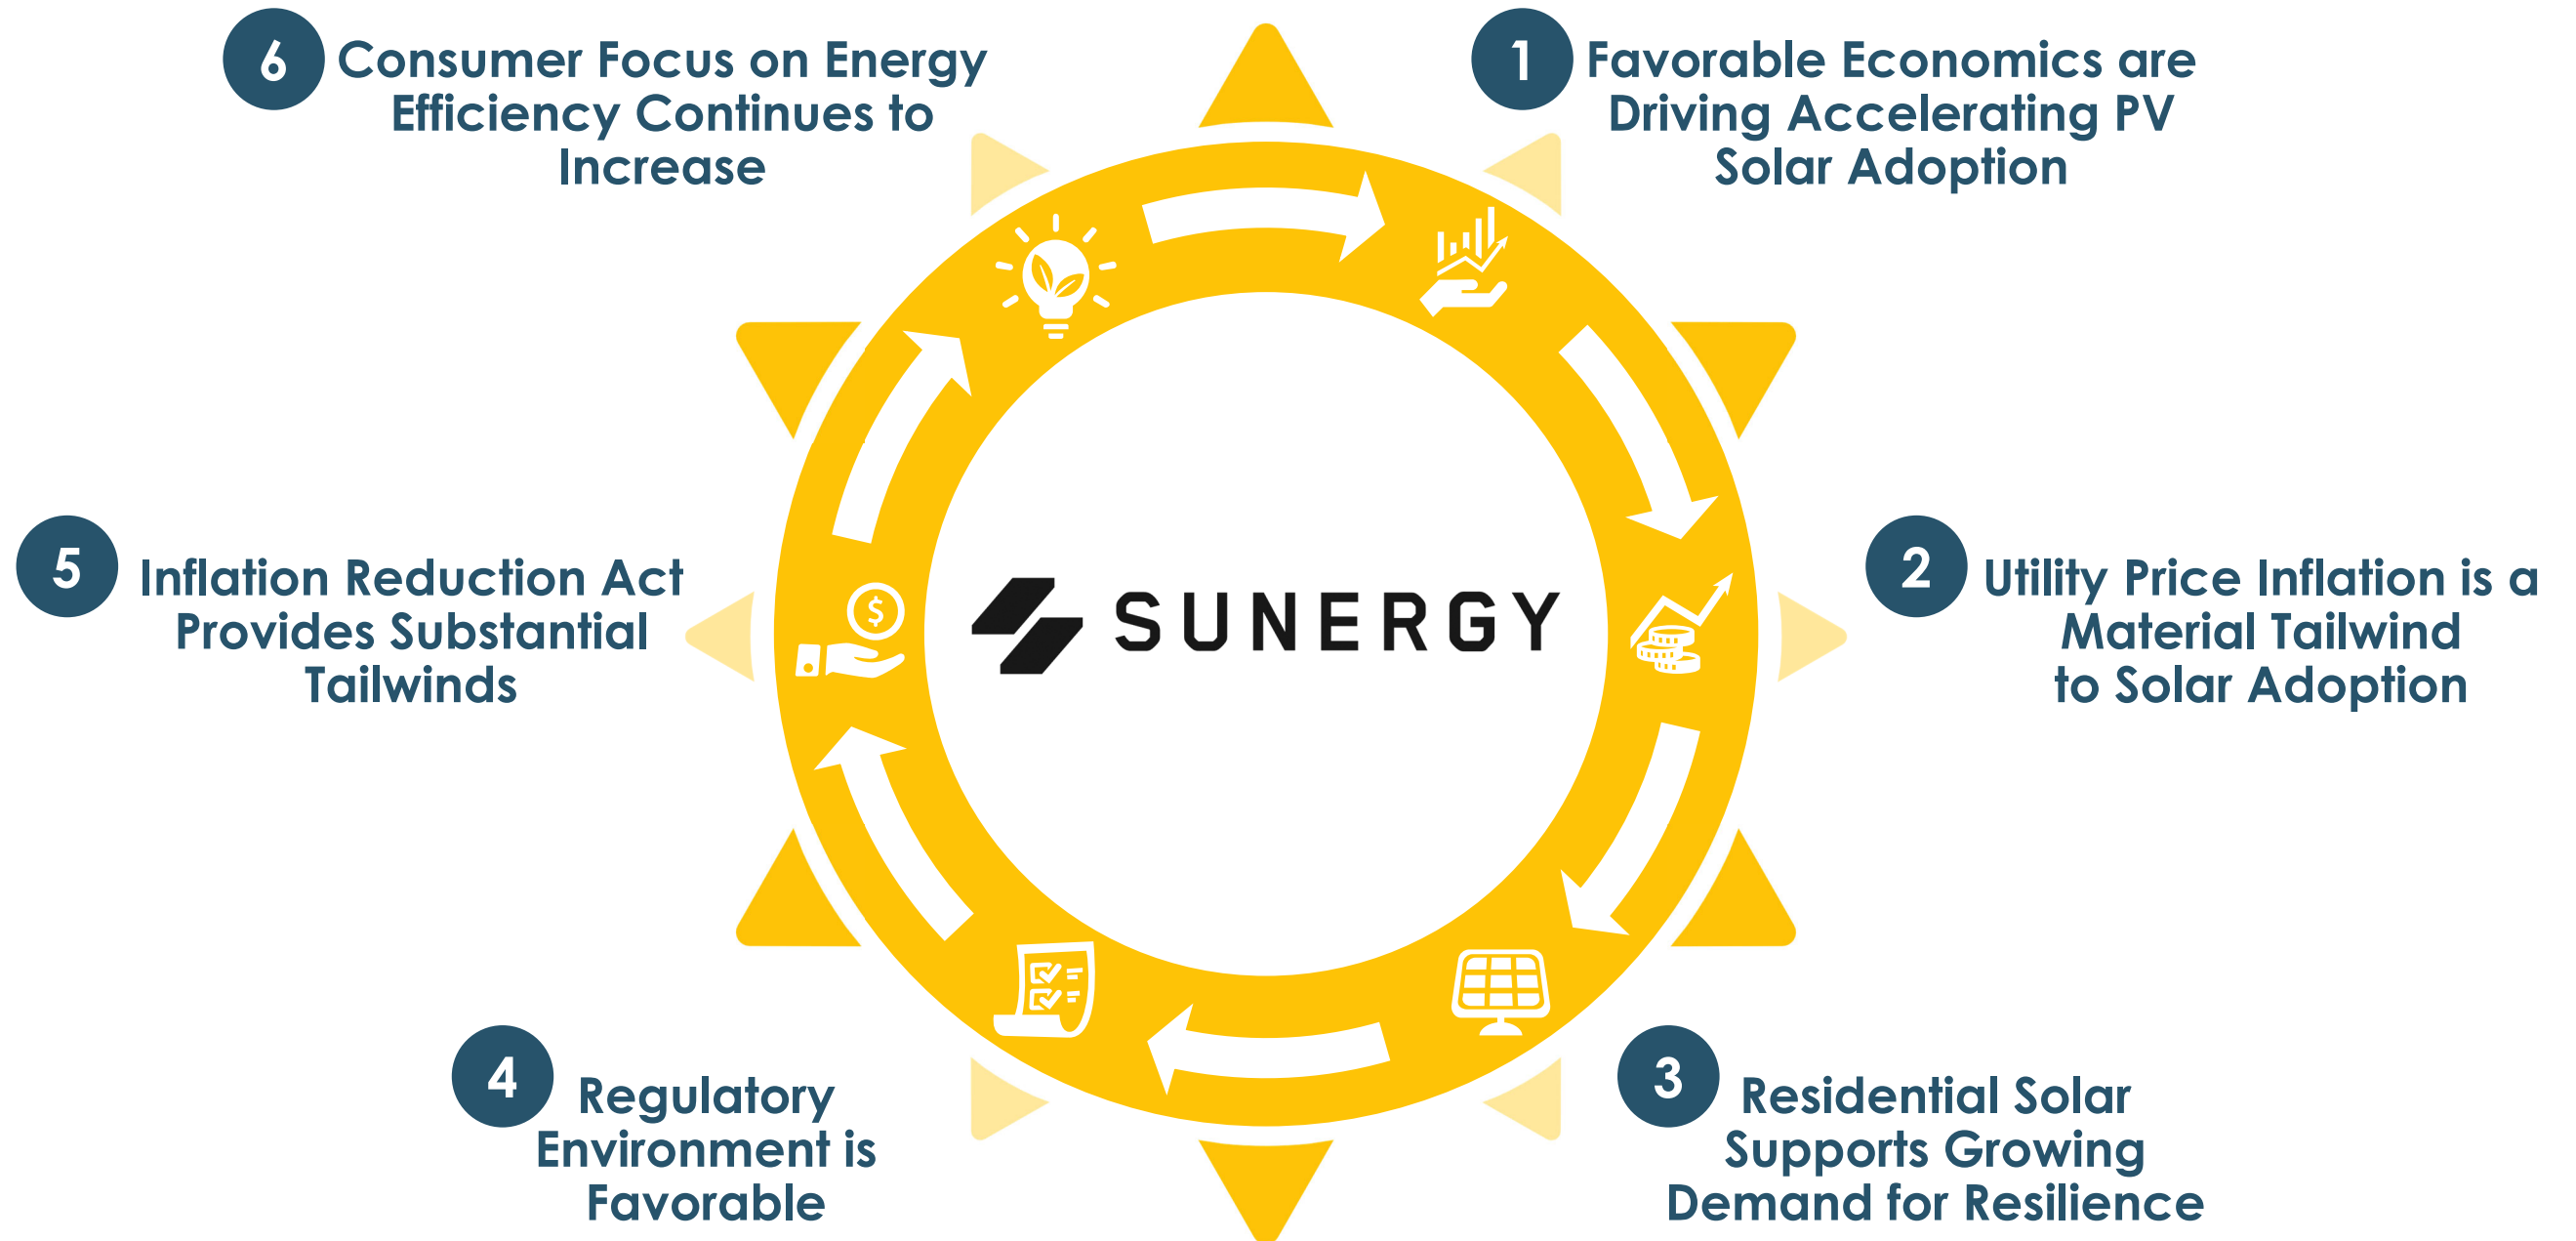 1
Favorable Economics are
Driving Accelerating PV
Solar Adoption
2
Utility Price Inflation is a
Material Tailwind
to Solar Adoption
3
Residential Solar
Supports Growing
Demand for Resilience
4
Regulatory
Environment is
Favorable
5
Inflation Reduction Act
Provides Substantial
Tailwinds
6
Consumer Focus on Energy
Efficiency Continues to
Increase
$
SUNERGY